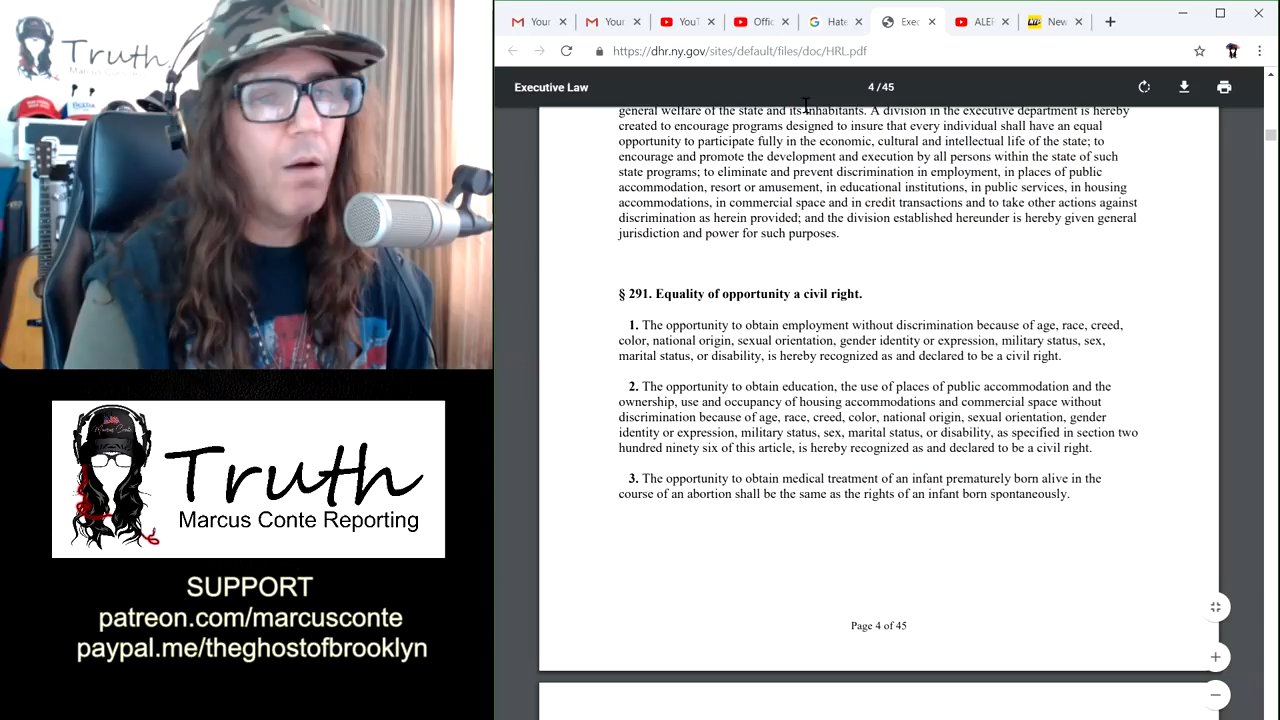 Truth
Marcus Conte Reporting
SUPPORT
patreon.com/marcusconte
paypal.me/theghostofbrooklyn
Your
Your
YouT
Offic
Hate
Exec
New
https://dhr.ny.gov/sites/default/files/doc/HRL.pdf
Executive Law
4 / 45
general welfare of the state and its inhabitants. A division in the executive department is hereby
created to encourage programs designed to insure that every individual shall have an equal
opportunity to participate fully in the economic, cultural and intellectual life of the state; to
encourage and promote the development and execution by all persons within the state of such
state programs; to eliminate and prevent discrimination in employment, in places of public
accommodation, resort or amusement, in educational institutions, in public services, in housing
accommodations, in commercial space and in credit transactions and to take other actions against
discrimination as herein provided; and the division established hereunder is hereby given general
jurisdiction and power for such purposes.
§ 291. Equality of opportunity a civil right.
1. The opportunity to obtain employment without discrimination because of age, race, creed,
color, national origin, sexual orientation, gender identity or expression, military status, sex,
marital status, or disability, is hereby recognized as and declared to be a civil right.
2. The opportunity to obtain education, the use of places of public accommodation and the
ownership, use and occupancy of housing accommodations and commercial space without
discrimination because of age, race, creed, color, national origin, sexual orientation, gender
identity or expression, military status, sex, marital status, or disability, as specified in section two
hundred ninety six of this article, is hereby recognized as and declared to be a civil right.
3. The opportunity to obtain medical treatment of an infant prematurely born alive in the
course of an abortion shall be the same as the rights of an infant born spontaneously.
Page 4 of 45